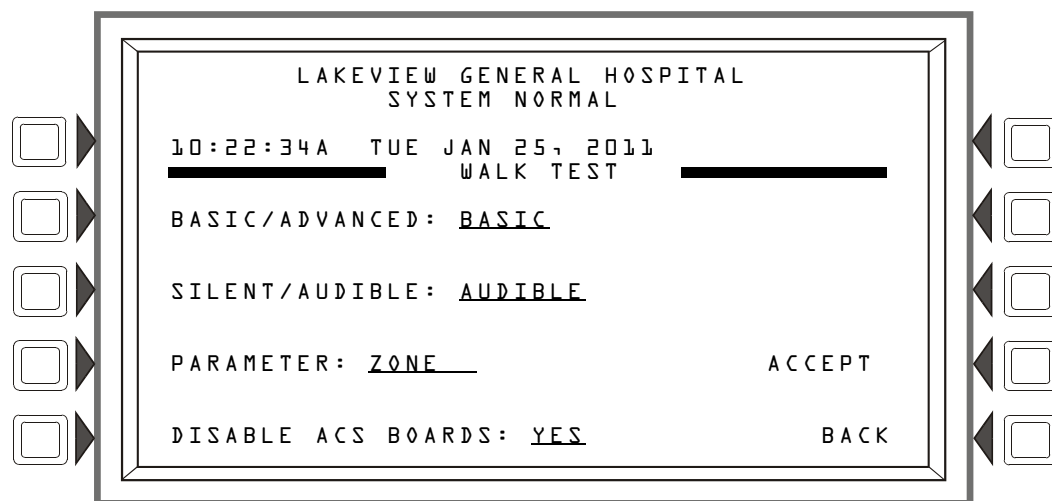 LAKEVIEW GENERAL HOSPITAL
SYSTEM NORMAL
10:22:34A TUE JAN 25, 2011
WALK TEST
BASIC/ADVANCED: BASIC
SILENT/AUDIBLE: AUDIBLE
PARAMETER: ZONE ACCEPT
DISABLE ACS BOARDS: YES BACK